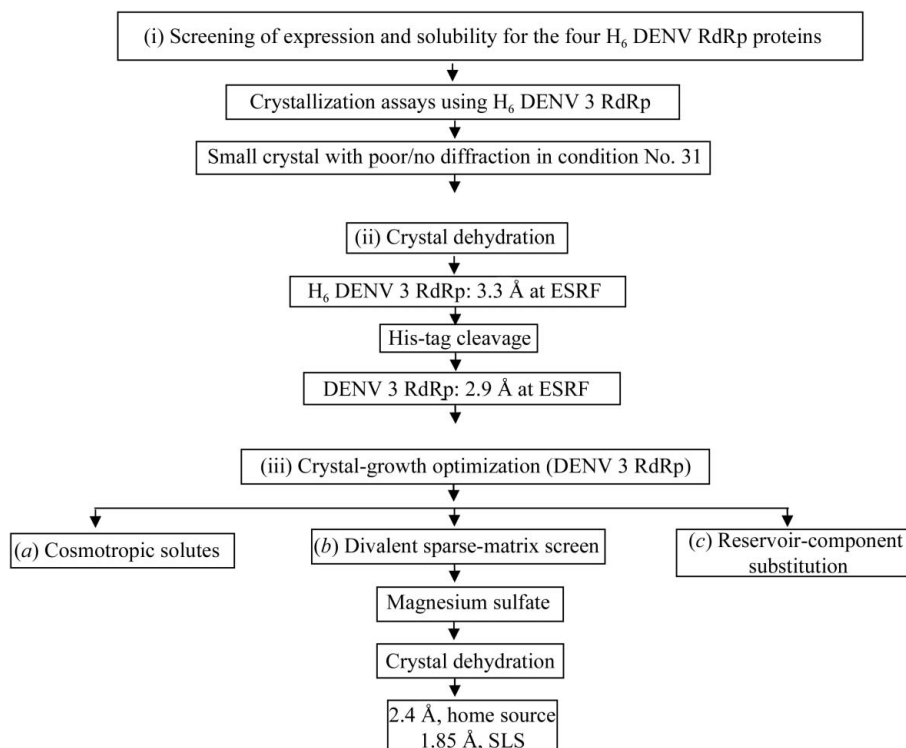 (i) Screening of expression and solubility for the four H₆ DENV RdRp proteins
Crystallization assays using H₆ DENV 3 RdRp
Small crystal with poor/no diffraction in condition No. 31
(ii) Crystal dehydration
H₆ DENV 3 RdRp: 3.3 Å at ESRF
His-tag cleavage
DENV 3 RdRp: 2.9 Å at ESRF
(iii) Crystal-growth optimization (DENV 3 RdRp)
(a) Cosmotropic solutes
(b) Divalent sparse-matrix screen
(c) Reservoir-component
substitution
Magnesium sulfate
Crystal dehydration
2.4 Å, home source
1.85 Å, SLS